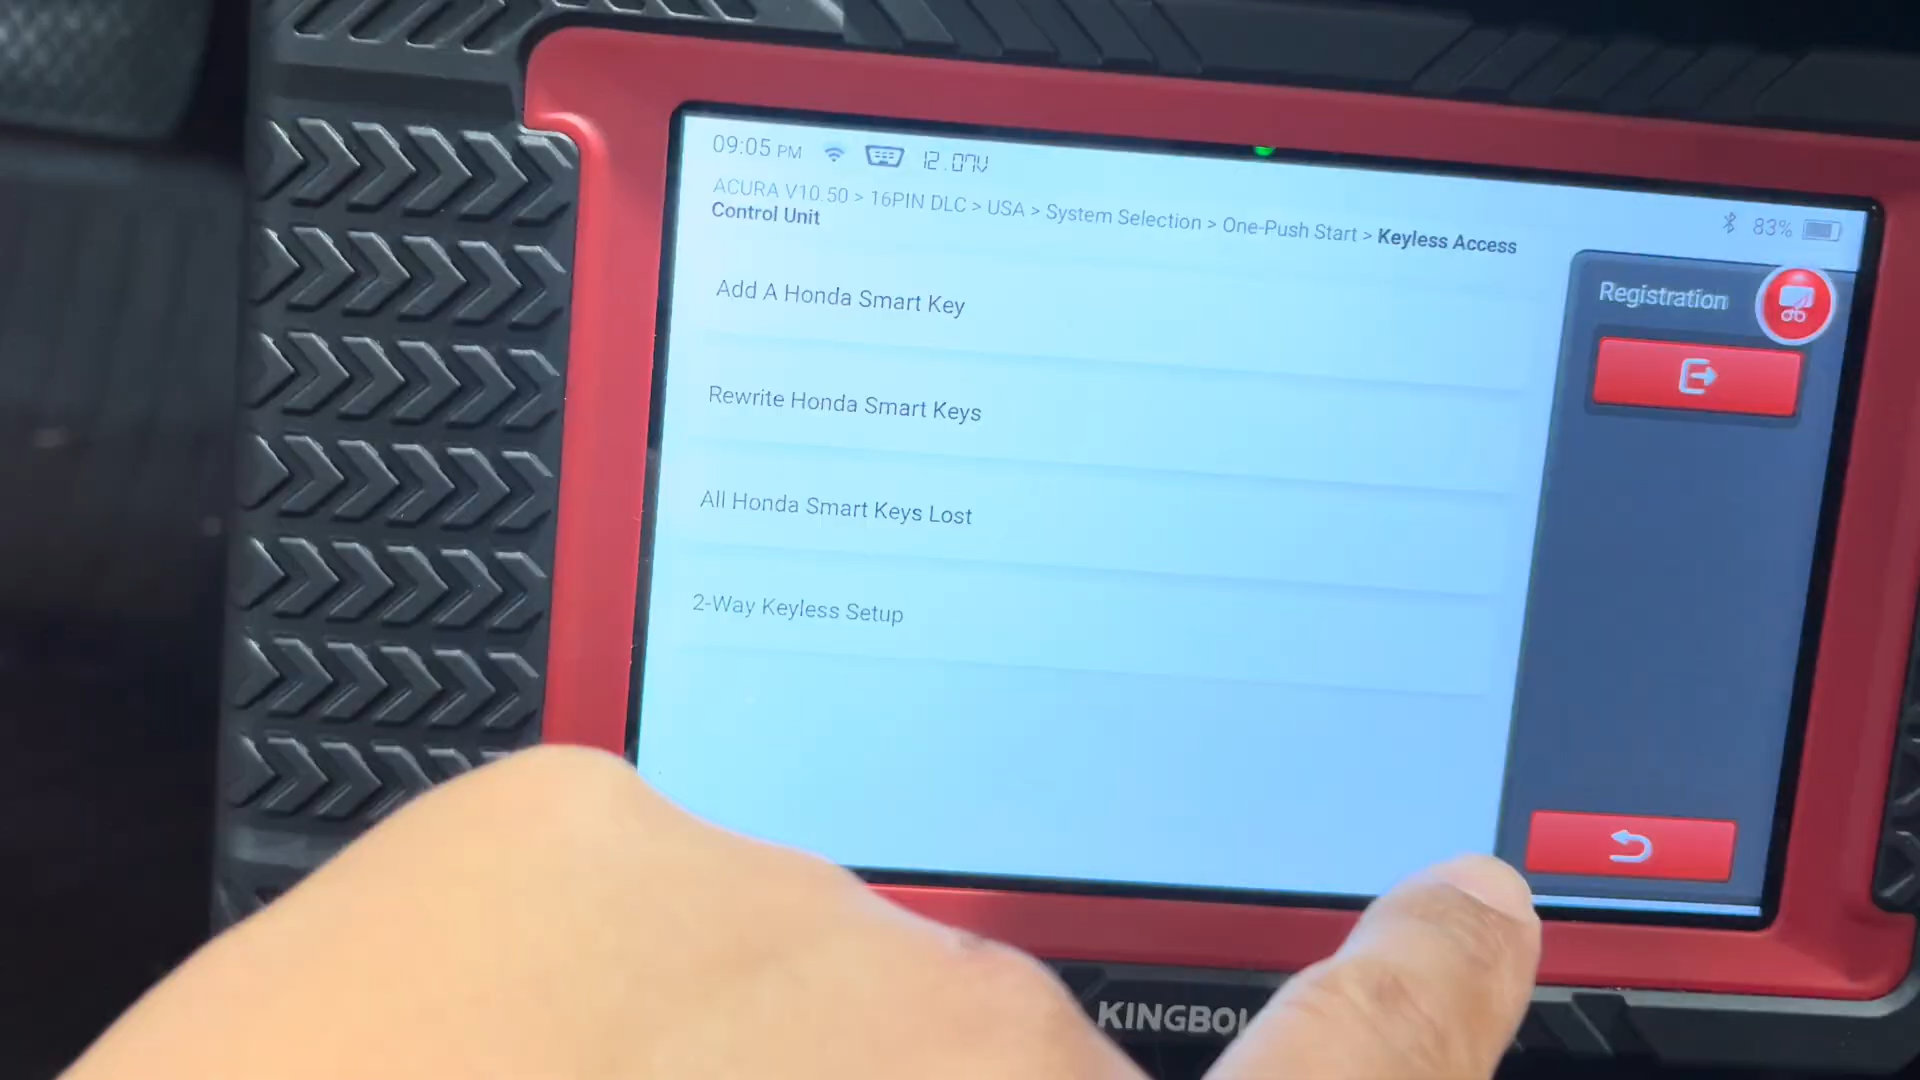 09:05 PM 12.07V
83%
ACURA V10.50 > 16PIN DLC > USA > System Selection > One-Push Start > Keyless Access
Control Unit
Registration
Add A Honda Smart Key
Rewrite Honda Smart Keys
All Honda Smart Keys Lost
2-Way Keyless Setup
KINGBOL